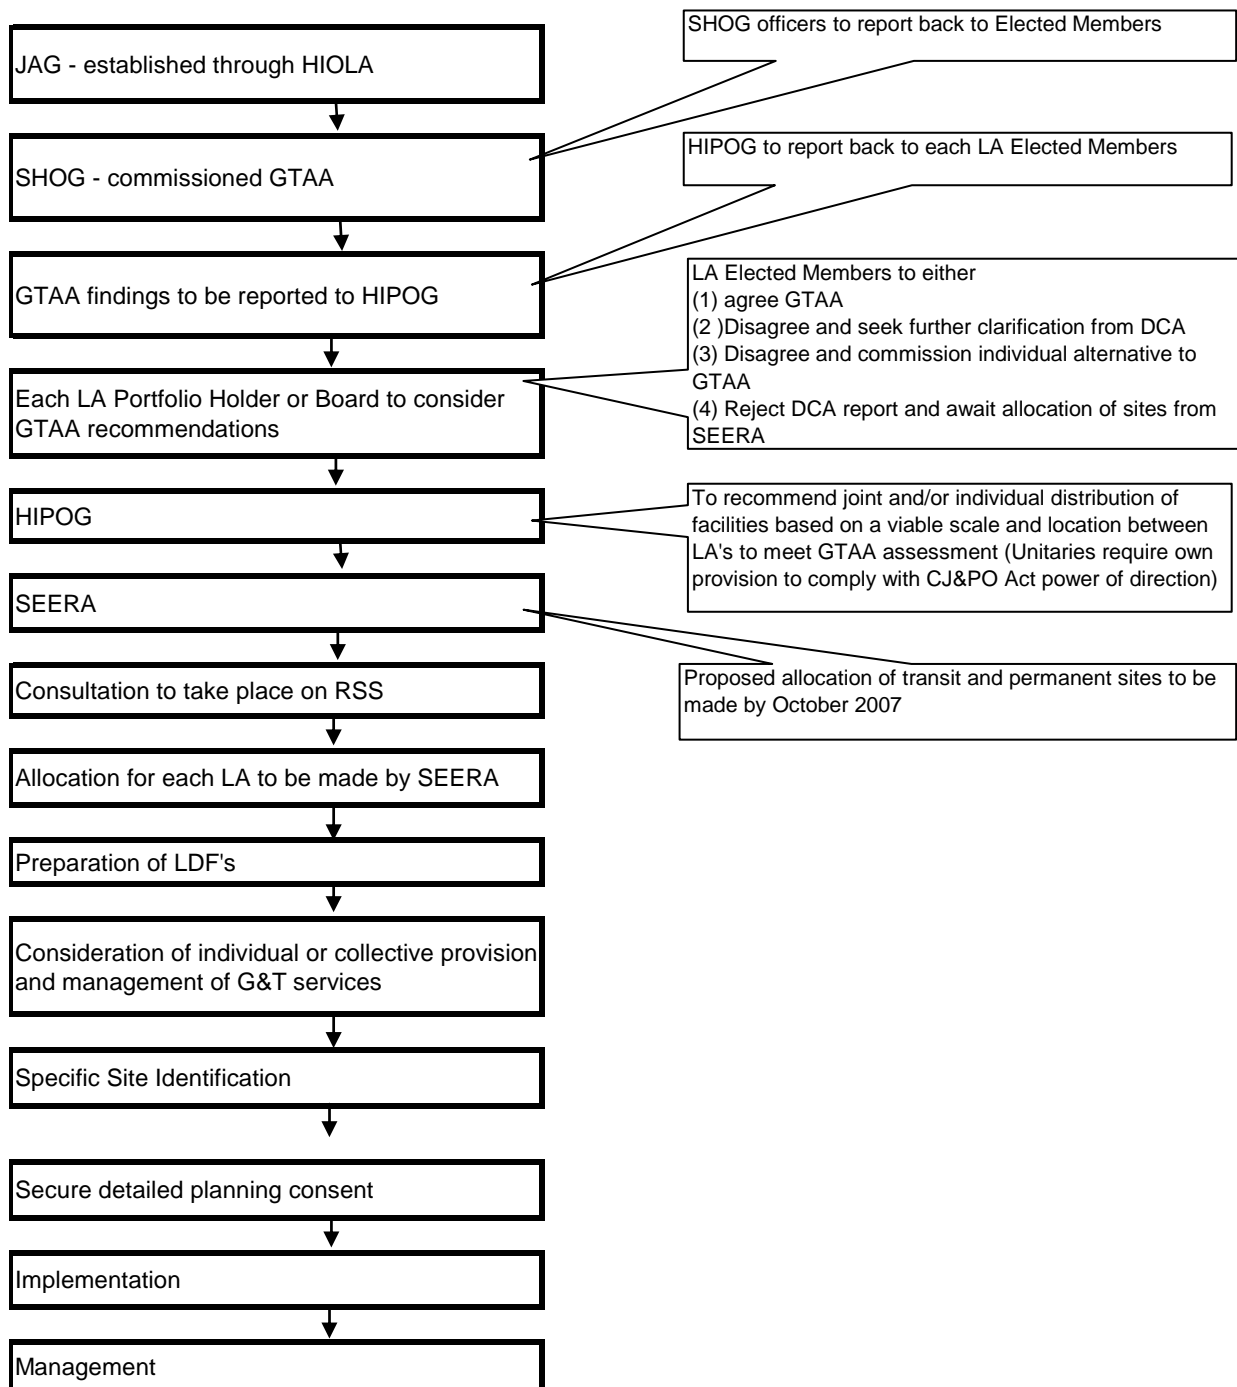 SHOG officers to report back to Elected Members
JAG - established through HIOLA
HIPOG to report back to each LA Elected Members
SHOG - commissioned GTAA
LA Elected Members to either
(1) agree GTAA
(2 )Disagree and seek further clarification from DCA
(3) Disagree and commission individual alternative to
GTAA
(4) Reject DCA report and await allocation of sites from
SEERA
GTAA findings to be reported to HIPOG
Each LA Portfolio Holder or Board to consider
GTAA recommendations
To recommend joint and/or individual distribution of
facilities based on a viable scale and location between
LA's to meet GTAA assessment (Unitaries require own
provision to comply with CJ&PO Act power of direction)
HIPOG
SEERA
Proposed allocation of transit and permanent sites to be
made by October 2007
Consultation to take place on RSS
Allocation for each LA to be made by SEERA
Preparation of LDF's
Consideration of individual or collective provision
and management of G&T services
Specific Site Identification
Secure detailed planning consent
Implementation
Management